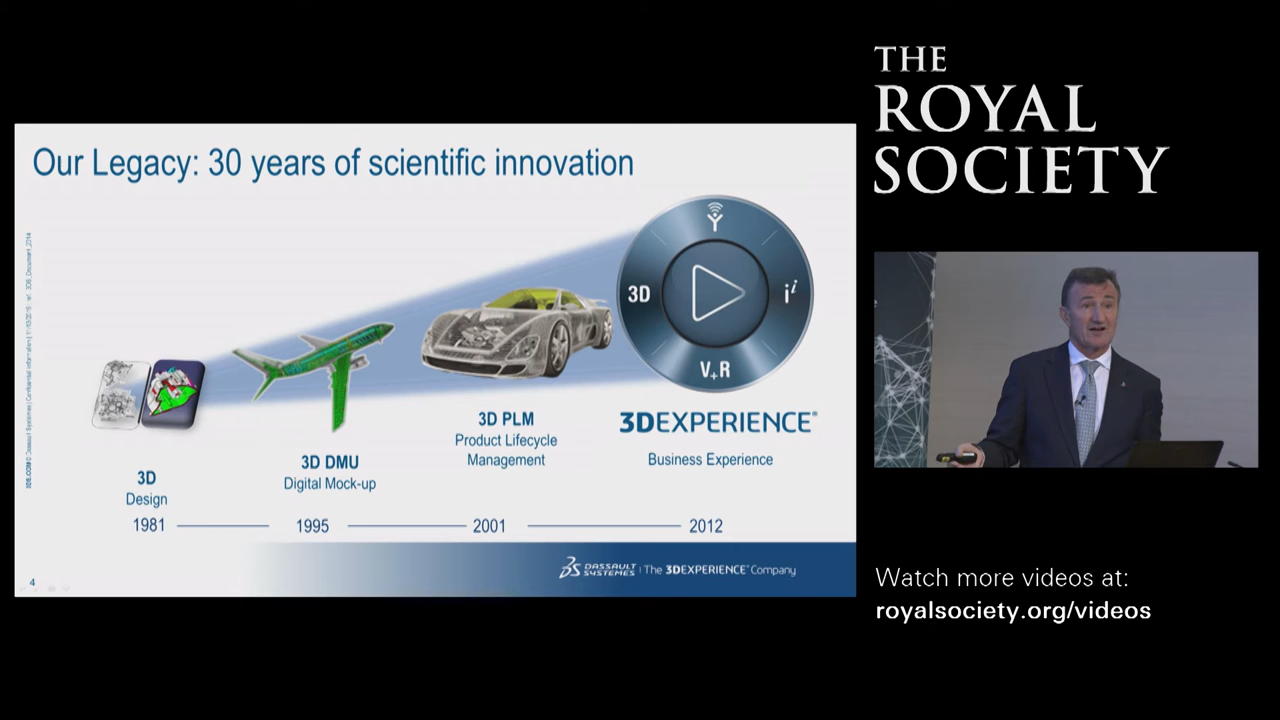 Our Legacy: 30 years of scientific innovation
3D
i
i
V+R
3DEXPERIENCE®
Business Experience
3D PLM
Product Lifecycle
Management
3D DMU
Digital Mock-up
3D
Design
1981
1995
2001
2012
4
DASSAULT
SYSTEMES
The 3DEXPERIENCE® Company
THE
ROYAL
SOCIETY
Watch more videos at:
royalsociety.org/videos